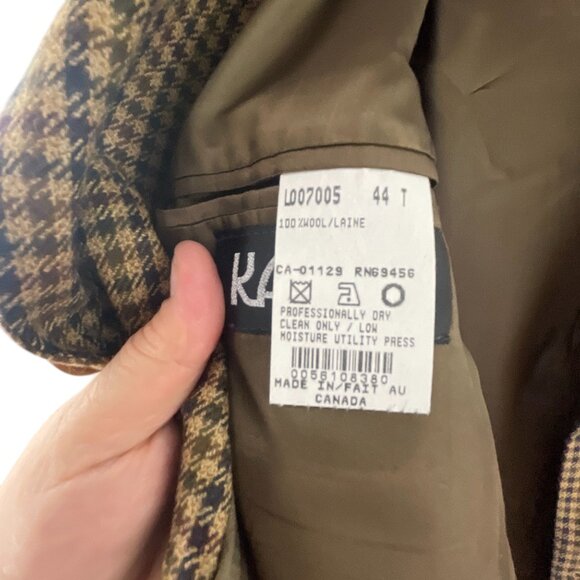 L007005 44 T
100%WOOL/LAINE
KA
CA-01129 RN69456
PROFESSIONALLY DRY
CLEAN ONLY / LOW
MOISTURE UTILITY PRESS
0056108380
MADE IN/FAIT AU
CANADA